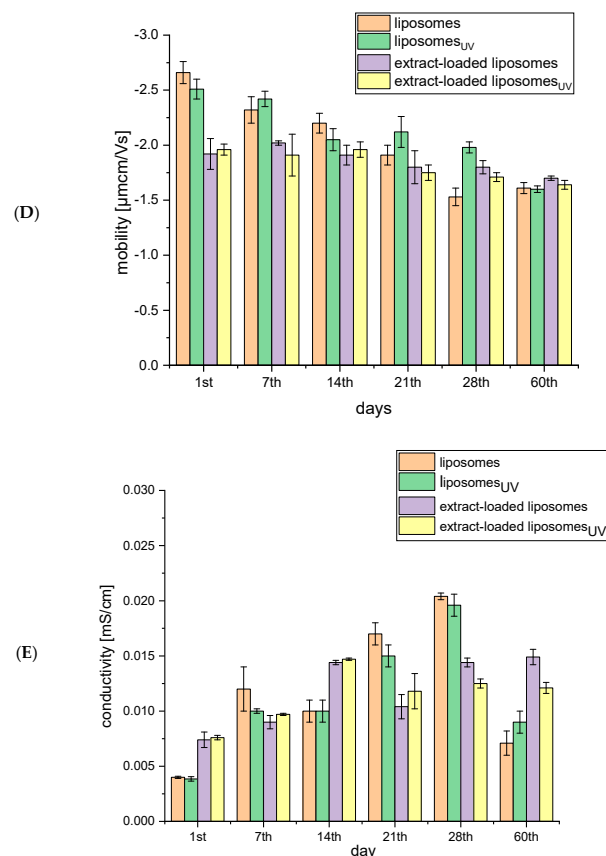 liposomes
liposomesUV
extract-loaded liposomes
extract-loaded liposomesUV
-3.0
-2.5
-2.0
-1.5
-1.0
-0.5
0.0
mobility [µmcm/Vs]
(D)
1st 7th 14th 21th 28th 60th
days
liposomes
liposomesUV
extract-loaded liposomes
extract-loaded liposomesUV
0.030
0.025
0.020
0.015
0.010
0.005
0.000
conductivity [mS/cm]
(E)
1st 7th 14th 21th 28th 60th
day